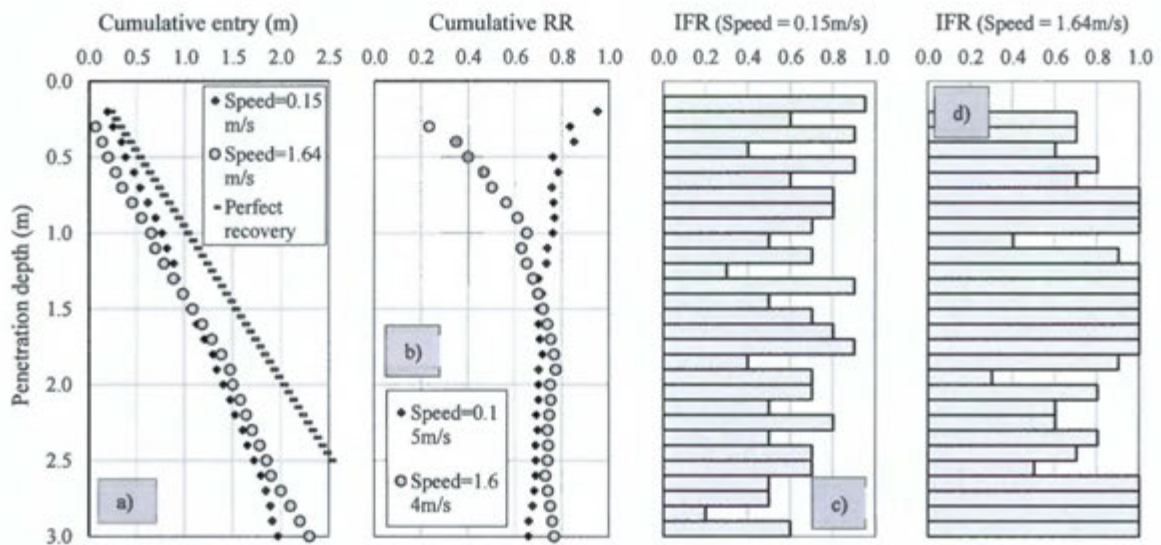 Cumulative entry (m)
0.0 0.5 1.0 1.5 2.0 2.5
Penetration depth (m)
0.0
0.5
1.0
1.5
2.0
2.5
3.0
Speed=0.15
m/s
Speed=1.64
m/s
Perfect
recovery
a)
Cumulative RR
0.0 0.2 0.4 0.6 0.8 1.0
b)
Speed=0.1
5m/s
Speed=1.6
4m/s
IFR (Speed = 0.15m/s)
0.0 0.2 0.4 0.6 0.8 1.0
c)
IFR (Speed = 1.64m/s)
0.0 0.2 0.4 0.6 0.8 1.0
d)